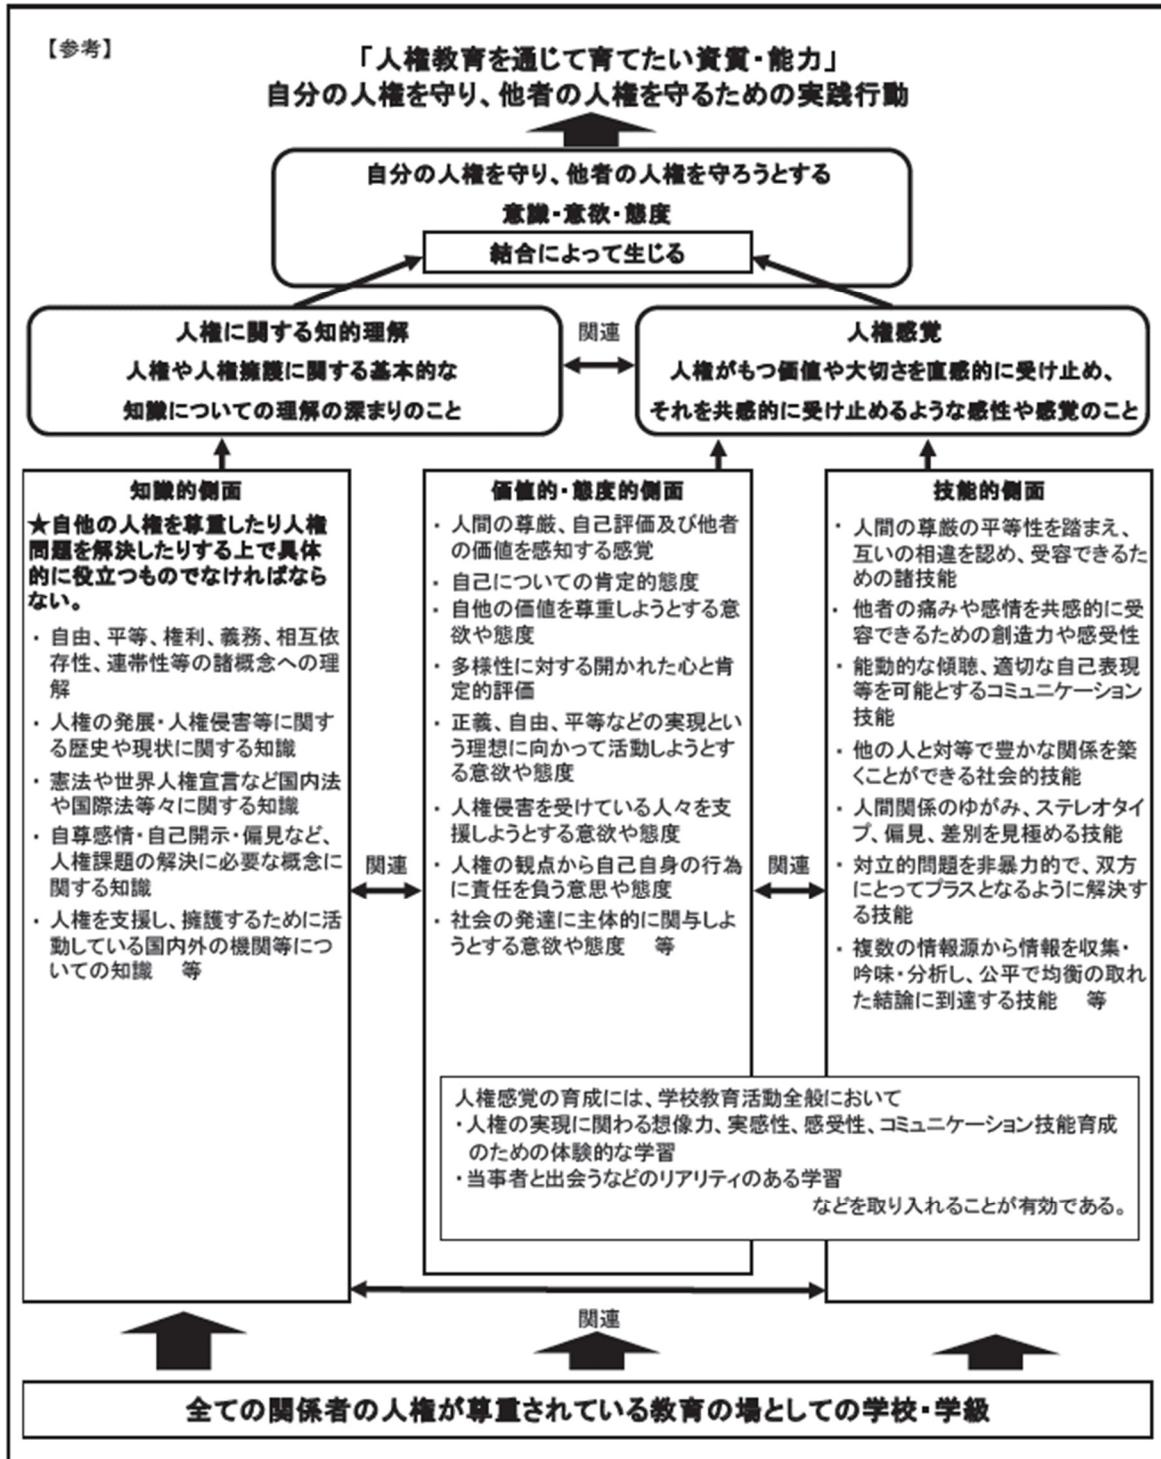 【参考】
「人権教育を通じて育てたい資質・能力」
自分の人権を守り、他者の人権を守るための実践行動
自分の人権を守り、他者の人権を守ろうとする
意識・意欲・態度
結合によって生じる
人権に関する知的理解
人権や人権擁護に関する基本的な
知識についての理解の深まりのこと
関連
人権感覚
人権がもつ価値や大切さを直感的に受け止め、
それを共感的に受け止めるような感性や感覚のこと
知識的側面
★自他の人権を尊重したり人権
問題を解決したりする上で具体
的に役立つものでなければなら
ない。
・自由、平等、権利、義務、相互依
存性、連帯性等の諸概念への理
解
・人権の発展・人権侵害等に関す
る歴史や現状に関する知識
・憲法や世界人権宣言など国内法
や国際法等々に関する知識
・自尊感情・自己開示・偏見など、
人権課題の解決に必要な概念に
関する知識
・人権を支援し、擁護するために活
動している国内外の機関等につ
いての知識 等
関連
価値的・態度的側面
・人間の尊厳、自己評価及び他者
の価値を感知する感覚
・自己についての肯定的態度
・自他の価値を尊重しようとする意
欲や態度
・多様性に対する開かれた心と肯
定的評価
・正義、自由、平等などの実現とい
う理想に向かって活動しようとす
る意欲や態度
・人権侵害を受けている人々を支
援しようとする意欲や態度
・人権の観点から自己自身の行為
に責任を負う意思や態度
・社会の発達に主体的に関与しよ
うとする意欲や態度 等
関連
技能的側面
・人間の尊厳の平等性を踏まえ、
互いの相違を認め、受容できるた
めの諸技能
・他者の痛みや感情を共感的に受
容できるための創造力や感受性
・能動的な傾聴、適切な自己表現
等を可能とするコミュニケーション
技能
・他の人と対等で豊かな関係を築
くことができる社会的技能
・人間関係のゆがみ、ステレオタイ
プ、偏見、差別を見極める技能
・対立的問題を非暴力的で、双方
にとってプラスとなるように解決す
る技能
・複数の情報源から情報を収集・
吟味・分析し、公平で均衡の取れ
た結論に到達する技能 等
人権感覚の育成には、学校教育活動全般において
・人権の実現に関わる想像力、実感性、感受性、コミュニケーション技能育成
のための体験的な学習
・当事者と出会うなどのリアリティのある学習
などを取り入れることが有効である。
関連
全ての関係者の人権が尊重されている教育の場としての学校・学級